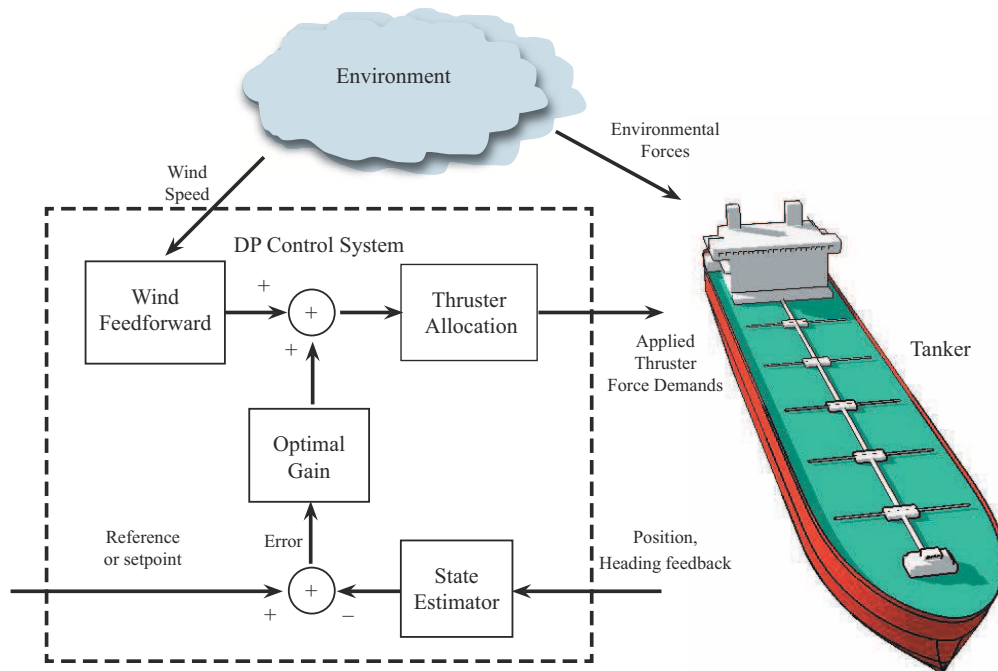 Environment
Environmental
Forces
Wind
Speed
DP Control System
Wind
Feedforward
+
+
+
Thruster
Allocation
Applied
Thruster
Force Demands
Tanker
Optimal
Gain
Reference
or setpoint
Error
+
+
−
State
Estimator
Position,
Heading feedback